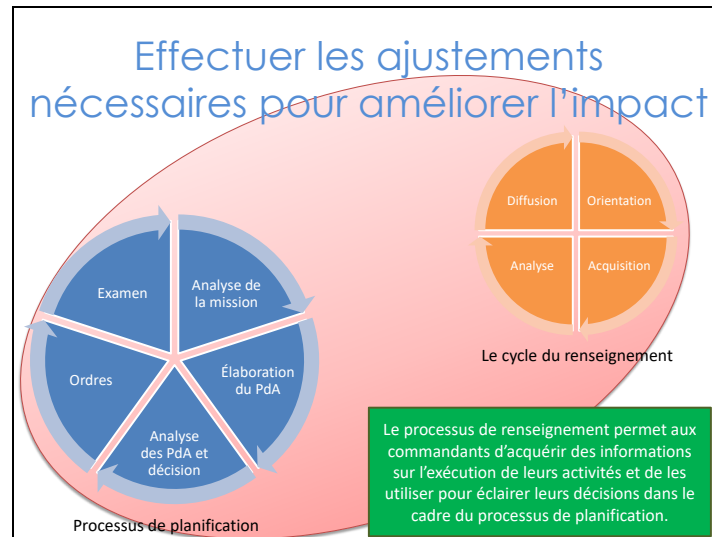 Effectuer les ajustements
nécessaires pour améliorer l'impact
Diffusion
Orientation
Analyse
Acquisition
Le cycle du renseignement
Examen
Analyse de
la mission
Ordres
Élaboration
du PdA
Analyse
des PdA et
décision
Processus de planification
Le processus de renseignement permet aux
commandants d'acquérir des informations
sur l'exécution de leurs activités et de les
utiliser pour éclairer leurs décisions dans le
cadre du processus de planification.